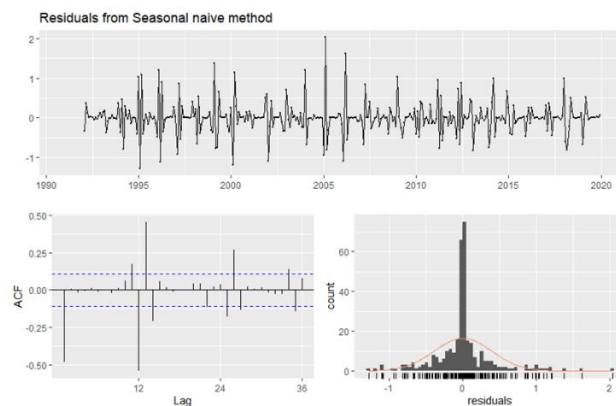 Residuals from Seasonal naive method
2
1
0
-1
1990 1995 2000 2005 2010 2015 2020
0.50
0.25
0.00
-0.25
-0.50
ACF
12 24 36
Lag
60
40
20
0
count
-1 0 1 2
residuals